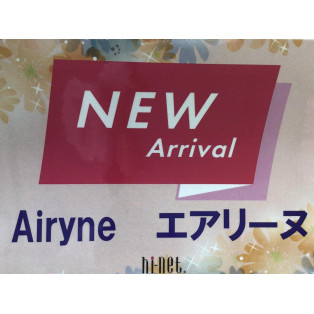 NEW
Arrival
Airyne エアリーヌ
hi-net.